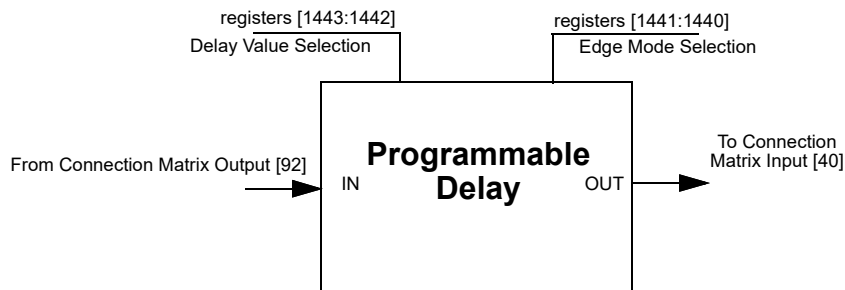 registers [1443:1442]
Delay Value Selection
registers [1441:1440]
Edge Mode Selection
From Connection Matrix Output [92]
IN
Programmable
Delay
OUT
To Connection
Matrix Input [40]